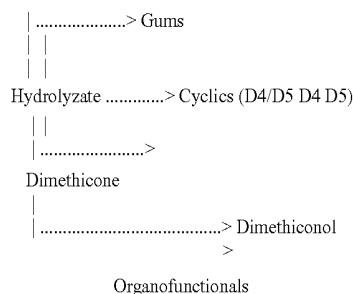 |....................> Gums
| |
| |
Hydrolyzate .............> Cyclics (D4/D5 D4 D5)
| |
|.......................>
Dimethicone
|
|........................................> Dimethiconol
>
Organofunctionals